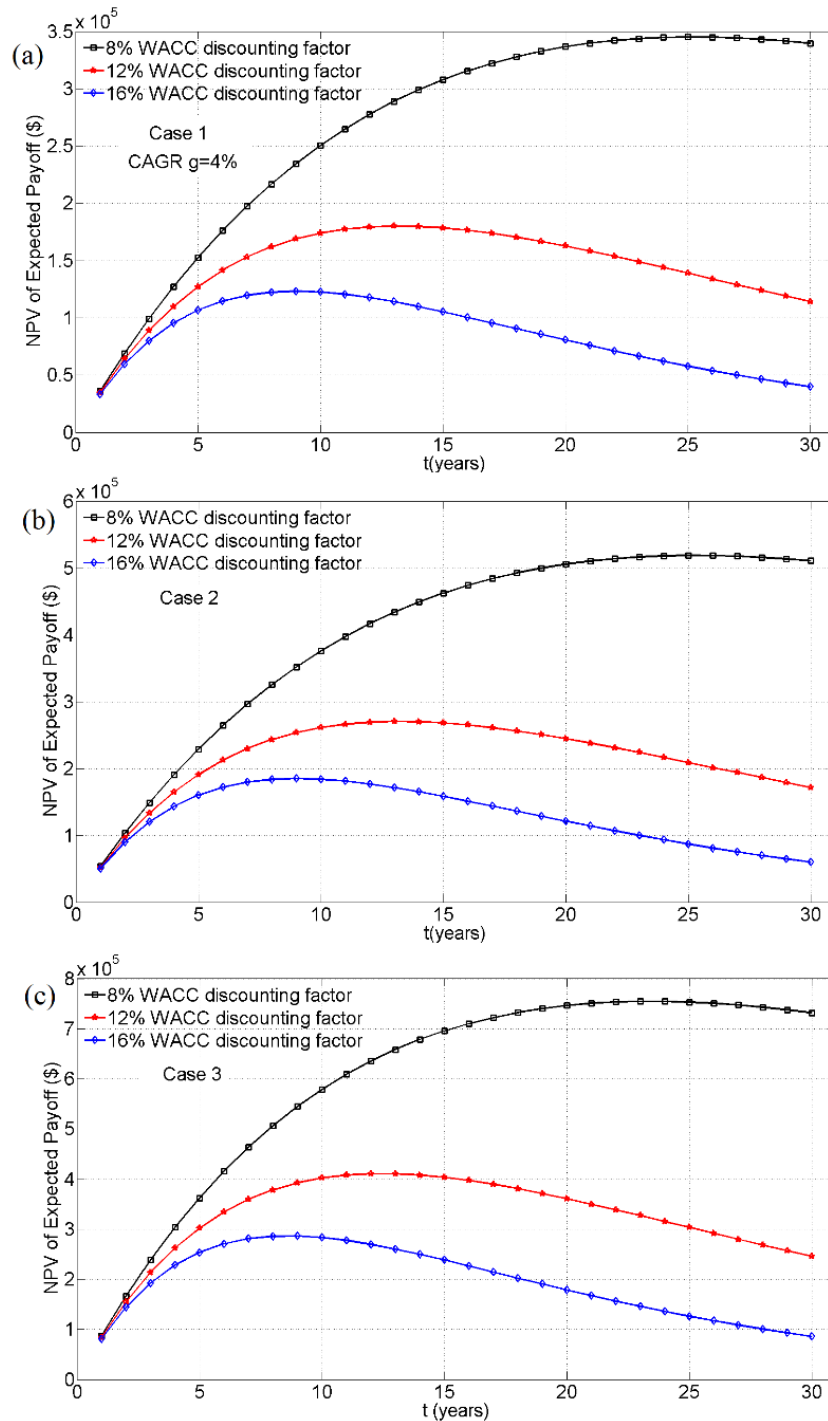 (a)
3.5 x 10^5
8% WACC discounting factor
12% WACC discounting factor
16% WACC discounting factor
Case 1
CAGR g=4%
NPV of Expected Payoff ($)
3
2.5
2
1.5
1
0.5
0
0 5 10 15 20 25 30
t(years)
(b)
6 x 10^5
8% WACC discounting factor
12% WACC discounting factor
16% WACC discounting factor
Case 2
NPV of Expected Payoff ($)
5
4
3
2
1
0
0 5 10 15 20 25 30
t(years)
(c)
8 x 10^5
8% WACC discounting factor
12% WACC discounting factor
16% WACC discounting factor
Case 3
NPV of Expected Payoff ($)
7
6
5
4
3
2
1
0
0 5 10 15 20 25 30
t (years)